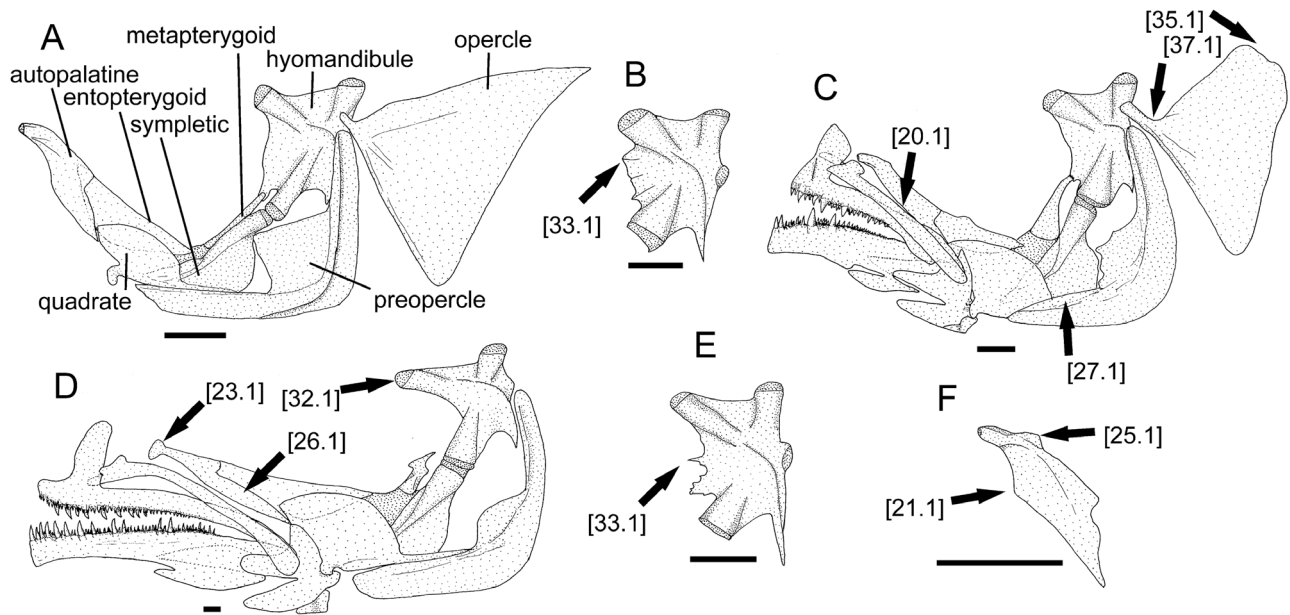 A
metapterygoid
hyomandibule
opercle
autopalatine
entopterygoid
sympletic
quadrate
preopercle
B
[33.1]
C
[35.1]
[37.1]
[20.1]
[27.1]
D
[23.1]
[32.1]
[26.1]
E
[33.1]
F
[25.1]
[21.1]